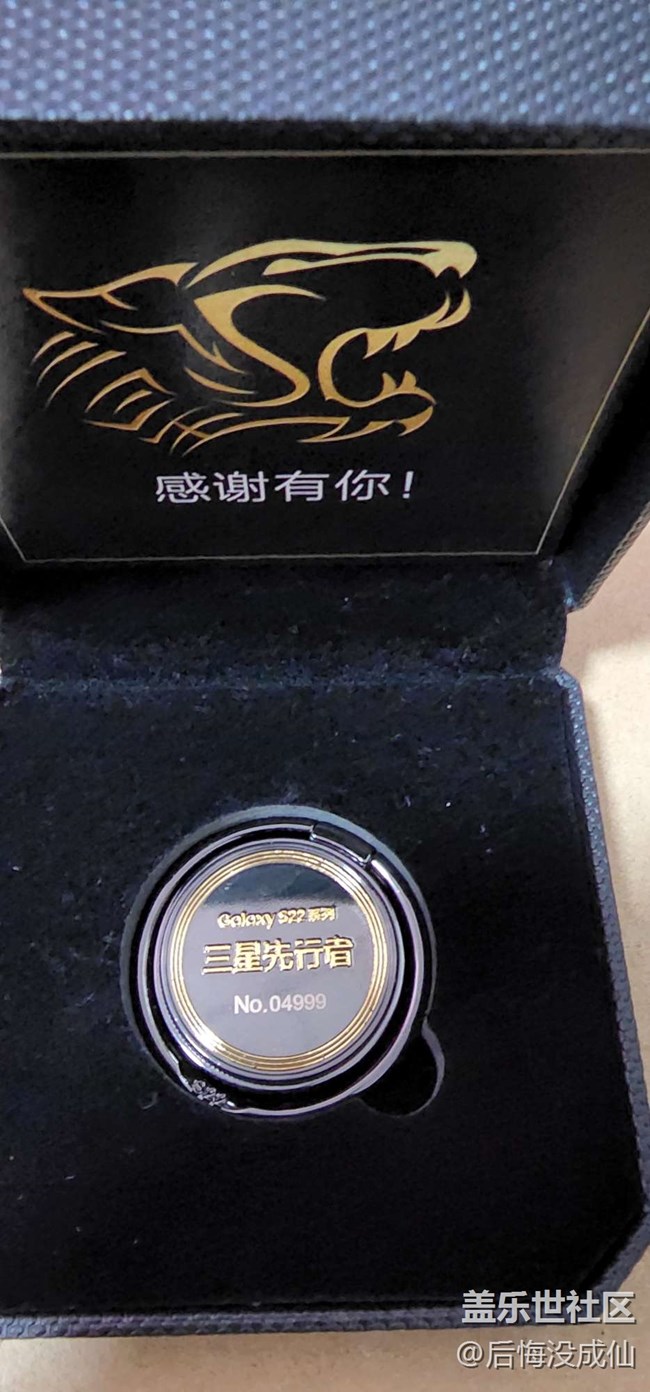 感谢有你!
Galaxy S22 系列
三星先行者
No.04999
盖乐世社区
@后悔没成仙